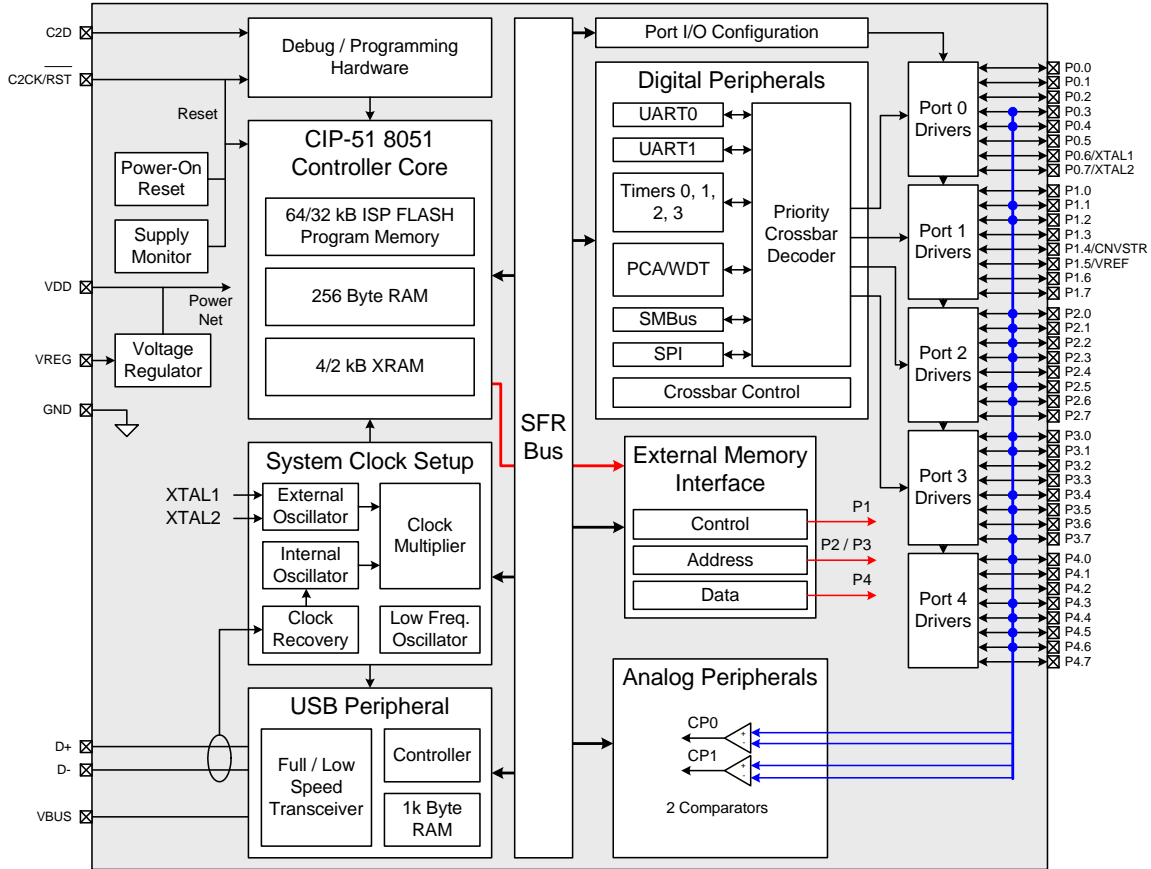 C2D
C2CK/RST
Debug / Programming
Hardware
Reset
Power-On
Reset
Supply
Monitor
VDD
Power
Net
VREG
Voltage
Regulator
GND
CIP-51 8051
Controller Core
64/32 kB ISP FLASH
Program Memory
256 Byte RAM
4/2 kB XRAM
System Clock Setup
XTAL1
XTAL2
External
Oscillator
Internal
Oscillator
Clock
Recovery
Clock
Multiplier
Low Freq.
Oscillator
USB Peripheral
D+
D-
VBUS
Full / Low
Speed
Transceiver
Controller
1k Byte
RAM
SFR
Bus
Port I/O Configuration
Digital Peripherals
UART0
UART1
Timers 0, 1,
2, 3
PCA/WDT
SMBus
SPI
Priority
Crossbar
Decoder
Crossbar Control
External Memory
Interface
Control
Address
Data
P1
P2 / P3
P4
Analog Peripherals
CP0
+
-
CP1
+
-
2 Comparators
Port 0
Drivers
Port 1
Drivers
Port 2
Drivers
Port 3
Drivers
Port 4
Drivers
P0.0
P0.1
P0.2
P0.3
P0.4
P0.5
P0.6/XTAL1
P0.7/XTAL2
P1.0
P1.1
P1.2
P1.3
P1.4/CNVSTR
P1.5/VREF
P1.6
P1.7
P2.0
P2.1
P2.2
P2.3
P2.4
P2.5
P2.6
P2.7
P3.0
P3.1
P3.2
P3.3
P3.4
P3.5
P3.6
P3.7
P4.0
P4.1
P4.2
P4.3
P4.4
P4.5
P4.6
P4.7